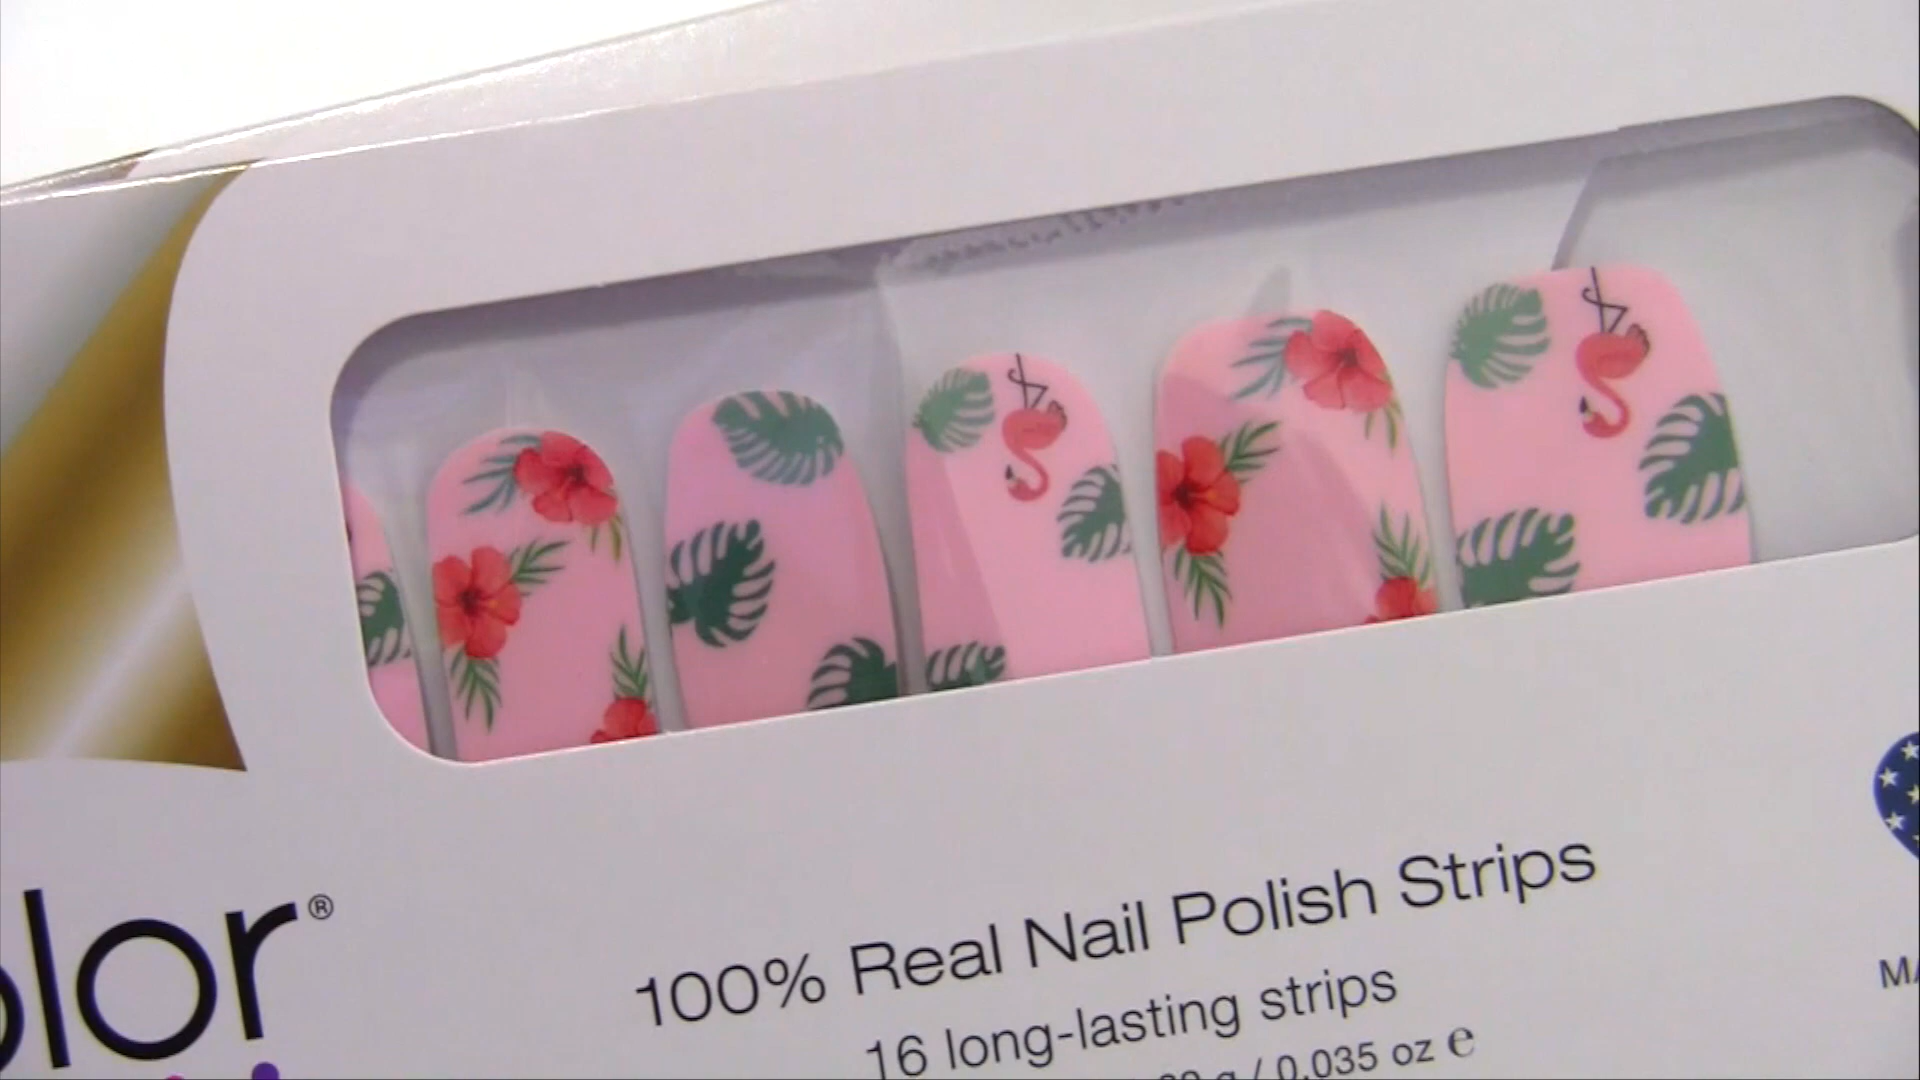 olor®
100% Real Nail Polish Strips
16 long-lasting strips
g / 0.035 oz e
MA